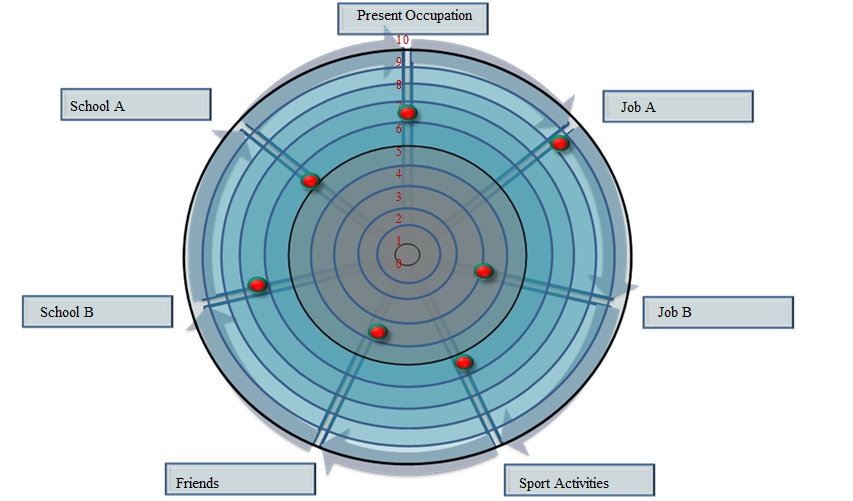 Present Occupation
10
9
School A
Job A
8
7
6
5
4
3
2
1
0
School B
Job B
Friends
Sport Activities